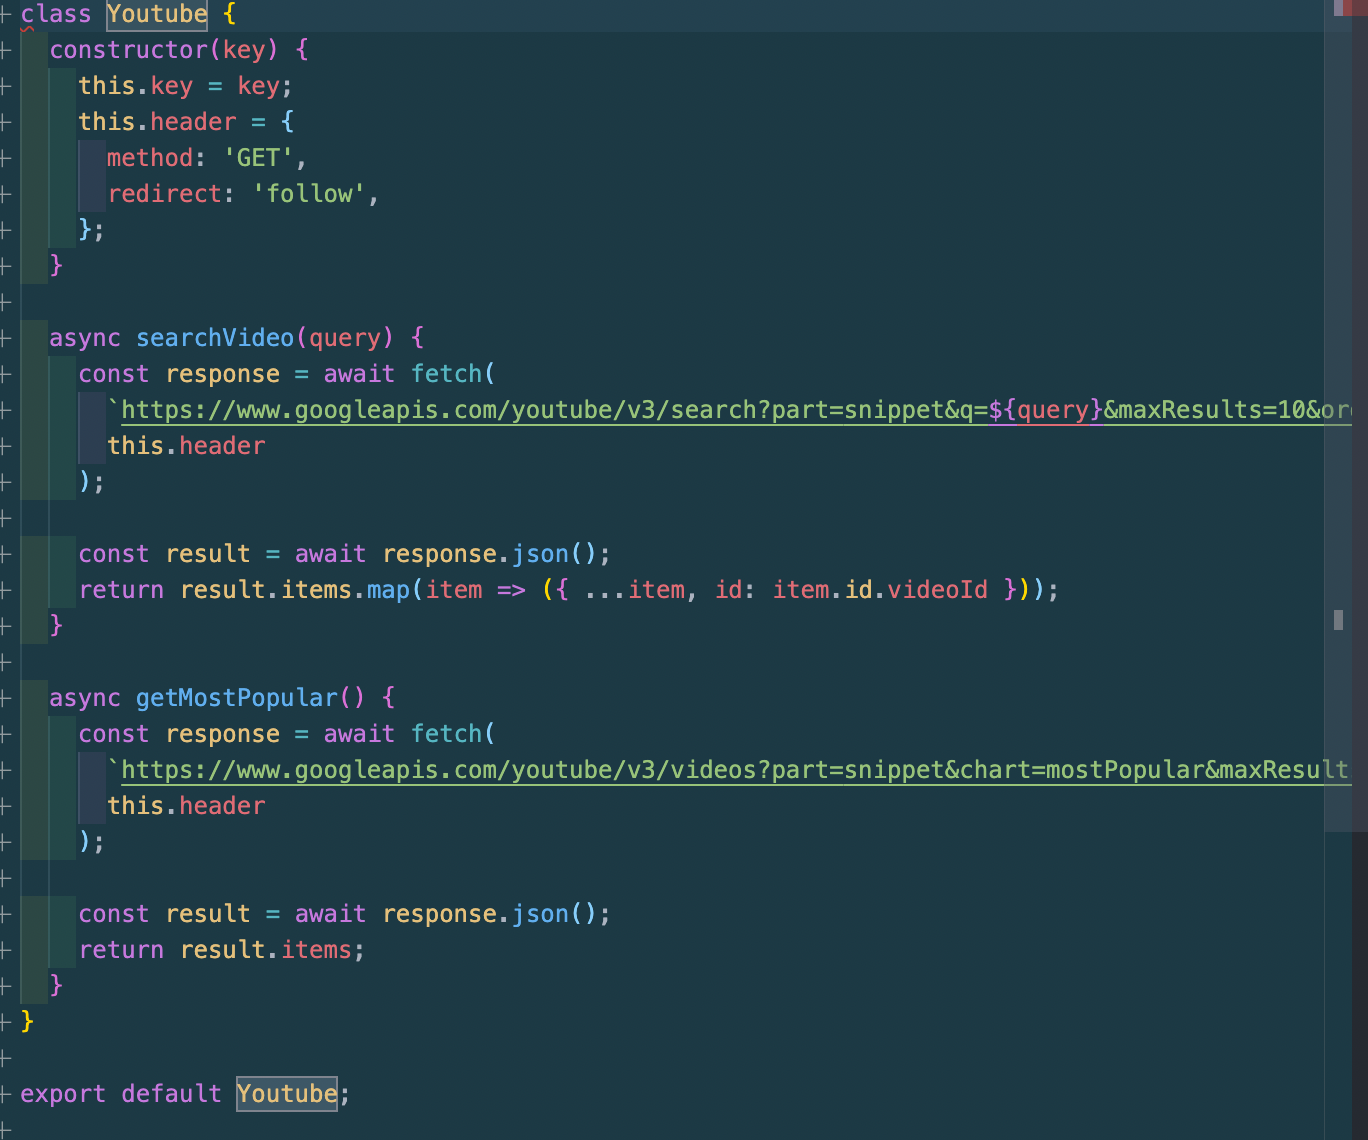 class Youtube {
constructor(key) {
this.key = key;
this.header = {
method: 'GET',
redirect: 'follow',
};
}
async searchVideo(query) {
const response = await fetch(
`https://www.googleapis.com/youtube/v3/search?part=snippet&q=${query}&maxResults=10&or
this.header
);
const result = await response.json();
return result.items.map(item => ({ ...item, id: item.id.videoId }));
}
async getMostPopular() {
const response = await fetch(
`https://www.googleapis.com/youtube/v3/videos?part=snippet&chart=mostPopular&maxResult
this.header
);
const result = await response.json();
return result.items;
}
}
export default Youtube;